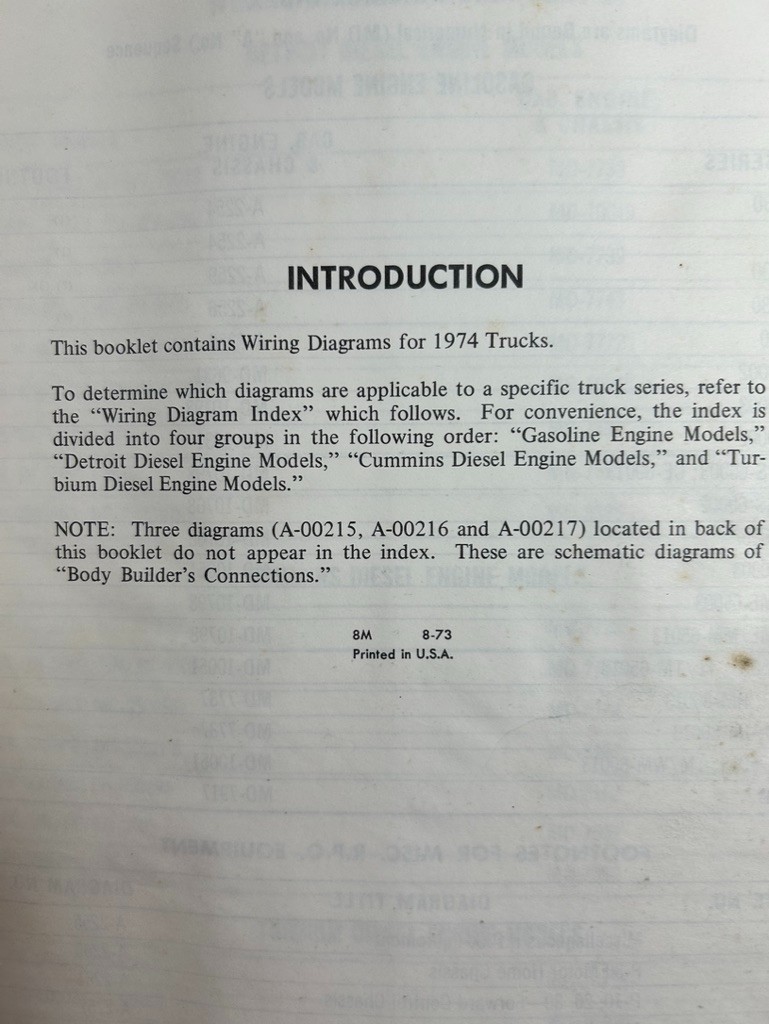 INTRODUCTION
This booklet contains Wiring Diagrams for 1974 Trucks.
To determine which diagrams are applicable to a specific truck series, refer to
the “Wiring Diagram Index” which follows. For convenience, the index is
divided into four groups in the following order: “Gasoline Engine Models,”
“Detroit Diesel Engine Models,” “Cummins Diesel Engine Models,” and “Tur-
bium Diesel Engine Models.”
NOTE: Three diagrams (A-00215, A-00216 and A-00217) located in back of
this booklet do not appear in the index. These are schematic diagrams of
“Body Builder’s Connections.”
8M 8-73
Printed in U.S.A.